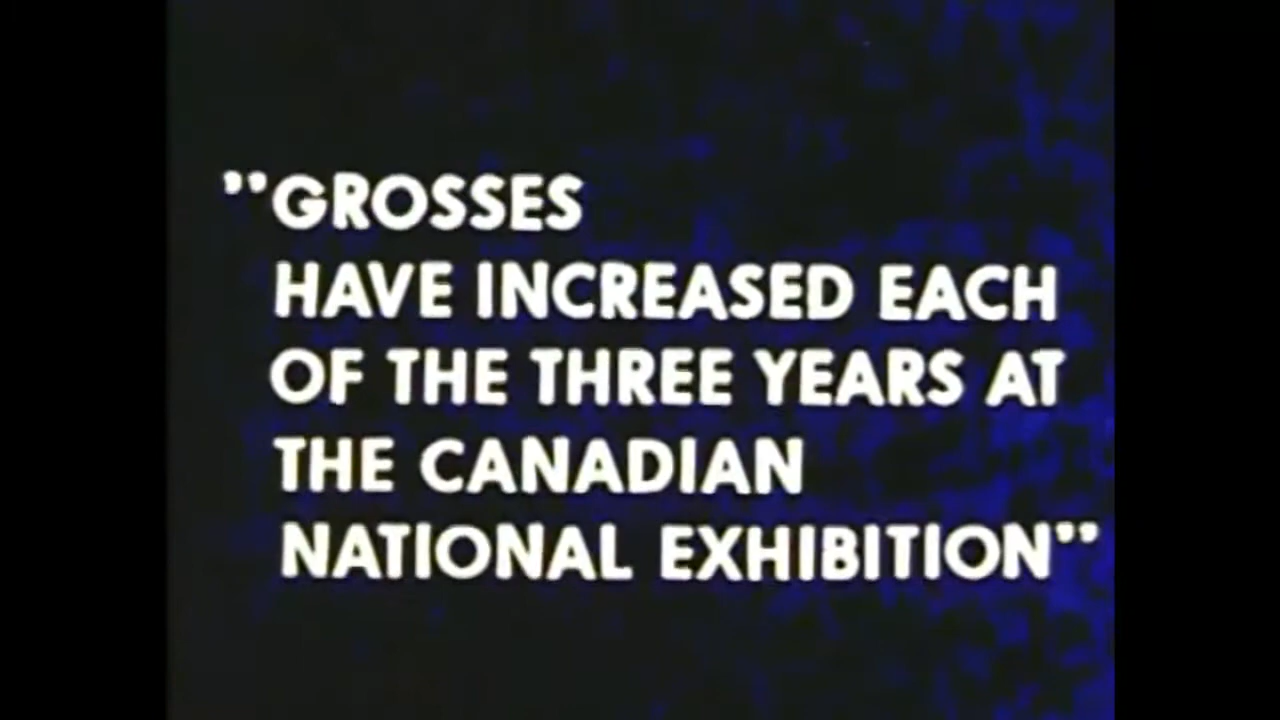 ”GROSSES
HAVE INCREASED EACH
OF THE THREE YEARS AT
THE CANADIAN
NATIONAL EXHIBITION”